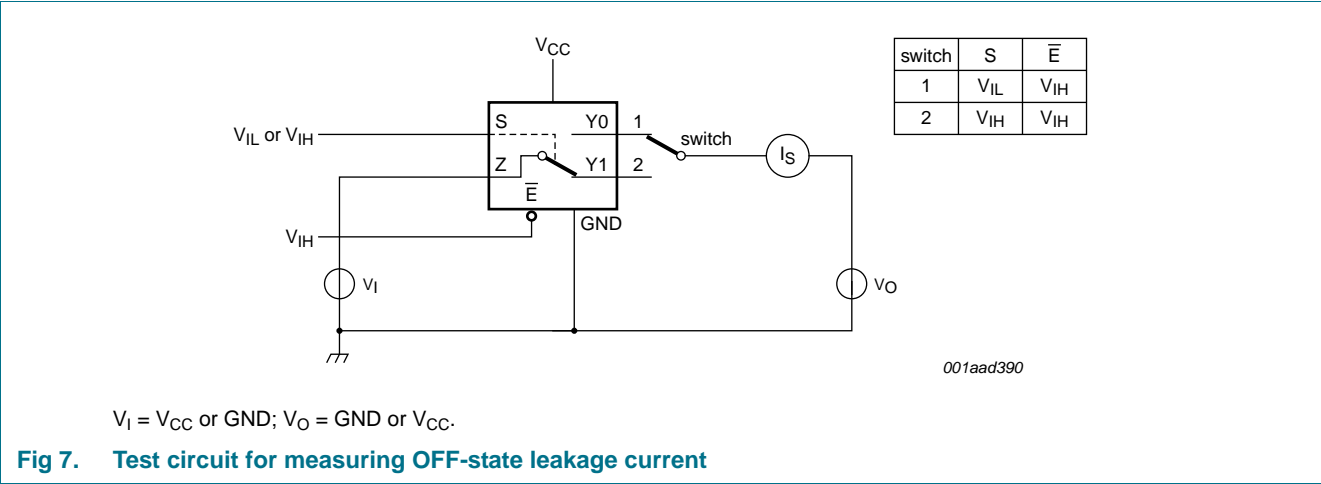 VCC
switch S E̅
1 VIL VIH
2 VIH VIH
VIL or VIH
S Y0 1
switch
IS
Z Y1 2
E̅
GND
VIH
VI
VO
001aad390
VI = VCC or GND; VO = GND or VCC.
Fig 7. Test circuit for measuring OFF-state leakage current